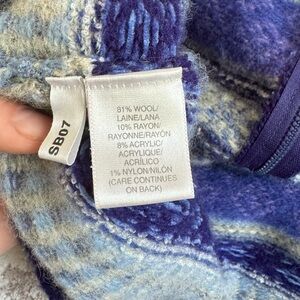 81% WOOL/
LAINE/LANA
10% RAYON/
RAYONNE/RAYÓN
8% ACRYLIC/
ACRYLIQUE/
ACRÍLICO
1% NYLON/NILÓN
(CARE CONTINUES
ON BACK)
SB07